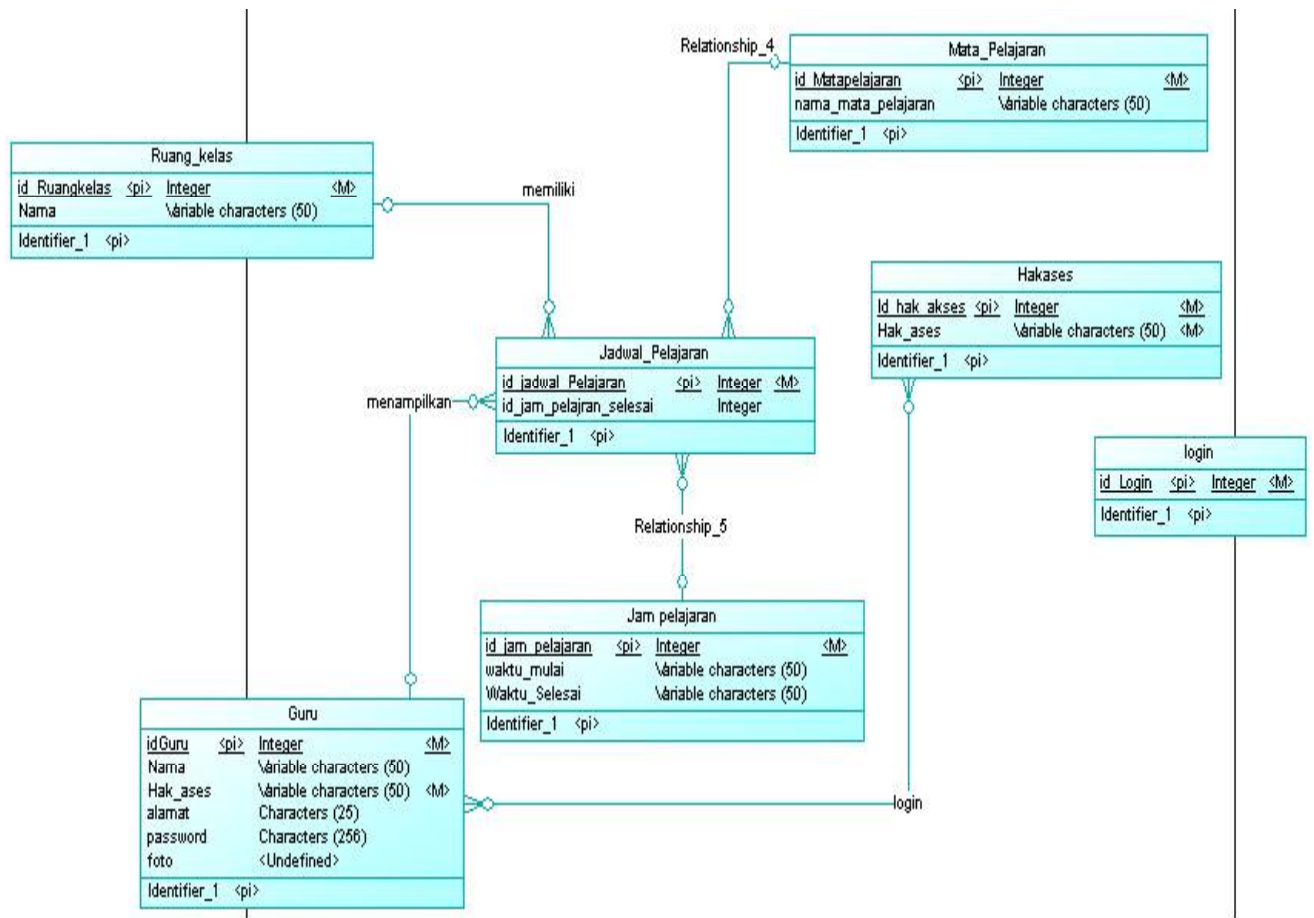 Relationship_4
Mata_Pelajaran
id_Matapelajaran <pi> Integer <M>
nama_mata_pelajaran Variable characters (50)
Identifier_1 <pi>
Ruang_kelas
id_Ruangkelas <pi> Integer <M>
Nama Variable characters (50)
Identifier_1 <pi>
memiliki
Hakases
Id_hak_akses <pi> Integer <M>
Hak_ases Variable characters (50) <M>
Identifier_1 <pi>
Jadwal_Pelajaran
id_jadwal_Pelajaran <pi> Integer <M>
id_jam_pelajran_selesai Integer
Identifier_1 <pi>
menampilkan
login
id_Login <pi> Integer <M>
Identifier_1 <pi>
Relationship_5
Jam pelajaran
id_jam_pelajaran <pi> Integer <M>
waktu_mulai Variable characters (50)
Waktu_Selesai Variable characters (50)
Identifier_1 <pi>
Guru
idGuru <pi> Integer <M>
Nama Variable characters (50)
Hak_ases Variable characters (50) <M>
alamat Characters (25)
password Characters (256)
foto <Undefined>
Identifier_1 <pi>
login